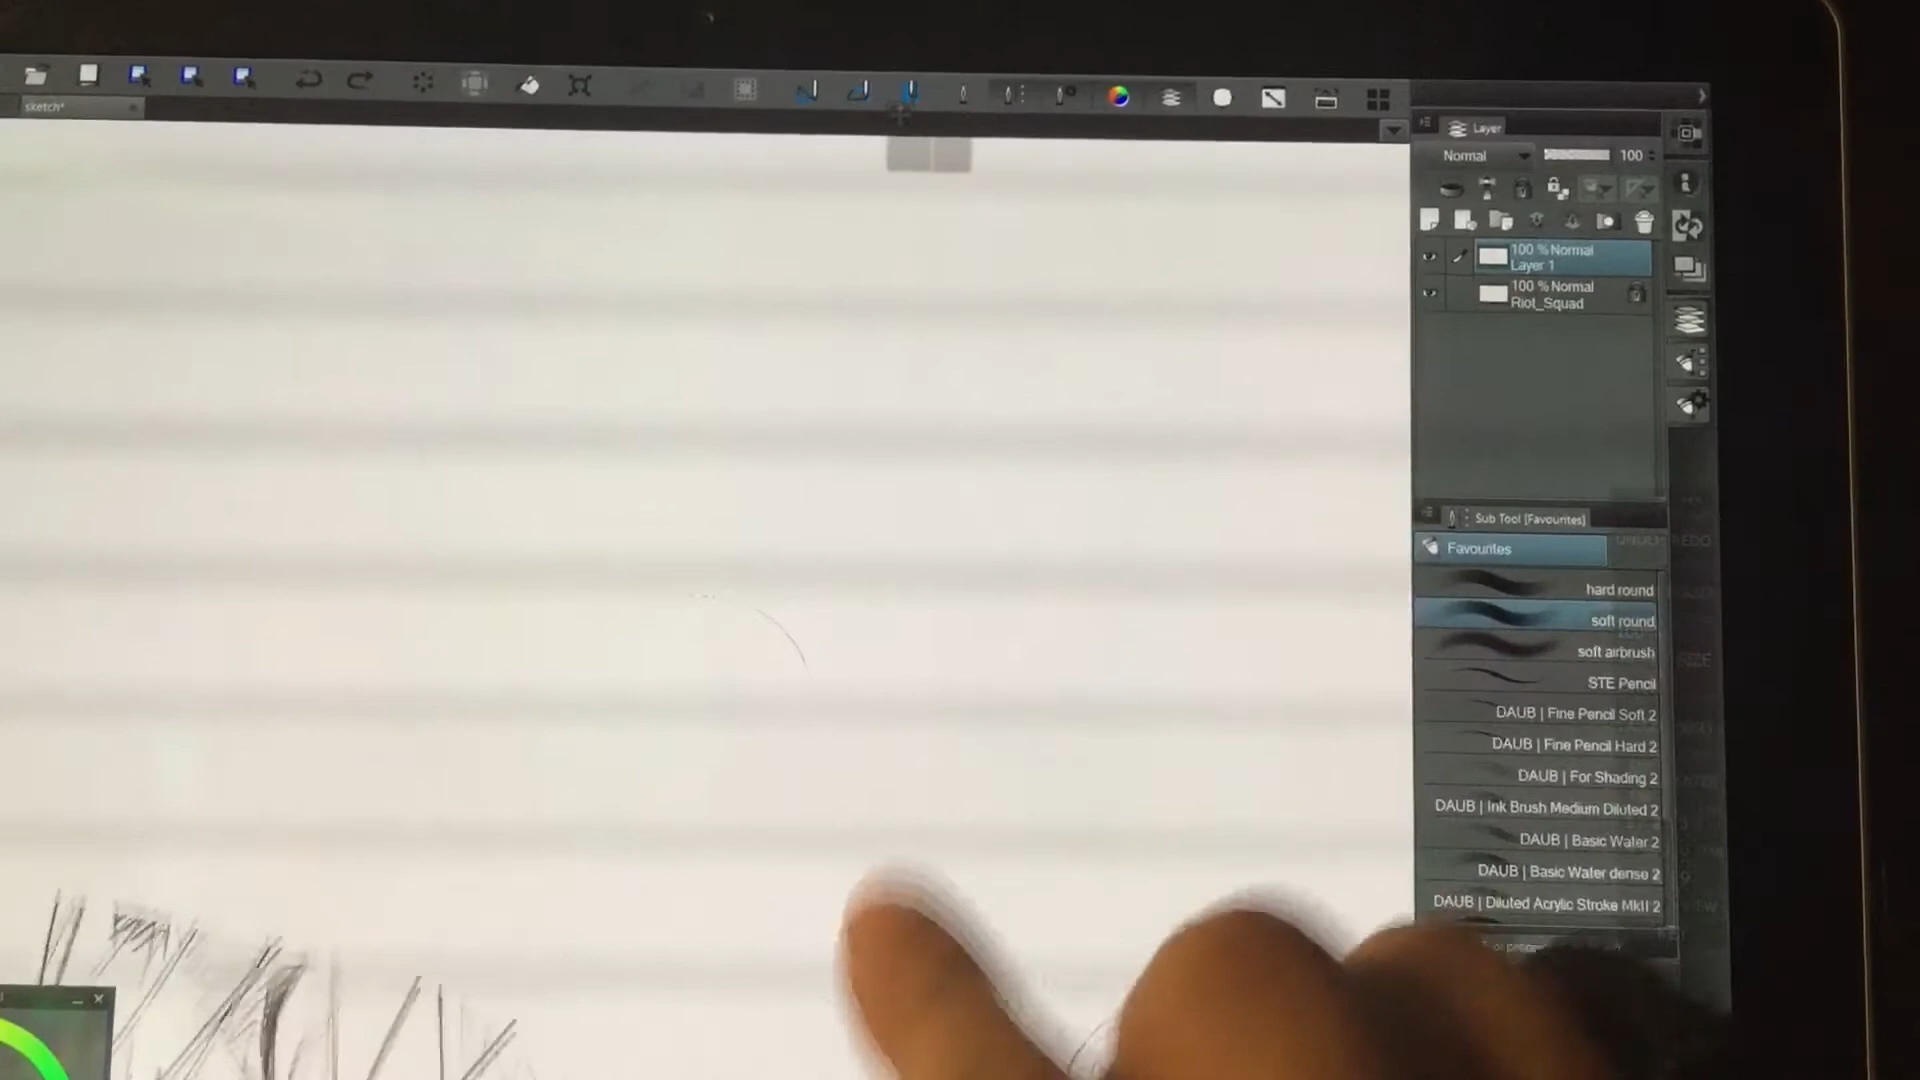 sketch*
Layer
Normal 100
100 % Normal
Layer 1
100 % Normal
Riot_Squad
Sub Tool [Favourites]
Favourites
hard round
soft round
soft airbrush
STE Pencil
DAUB | Fine Pencil Soft 2
DAUB | Fine Pencil Hard 2
DAUB | For Shading 2
DAUB | Ink Brush Medium Diluted 2
DAUB | Basic Water 2
DAUB | Basic Water dense 2
DAUB | Diluted Acrylic Stroke MkII 2